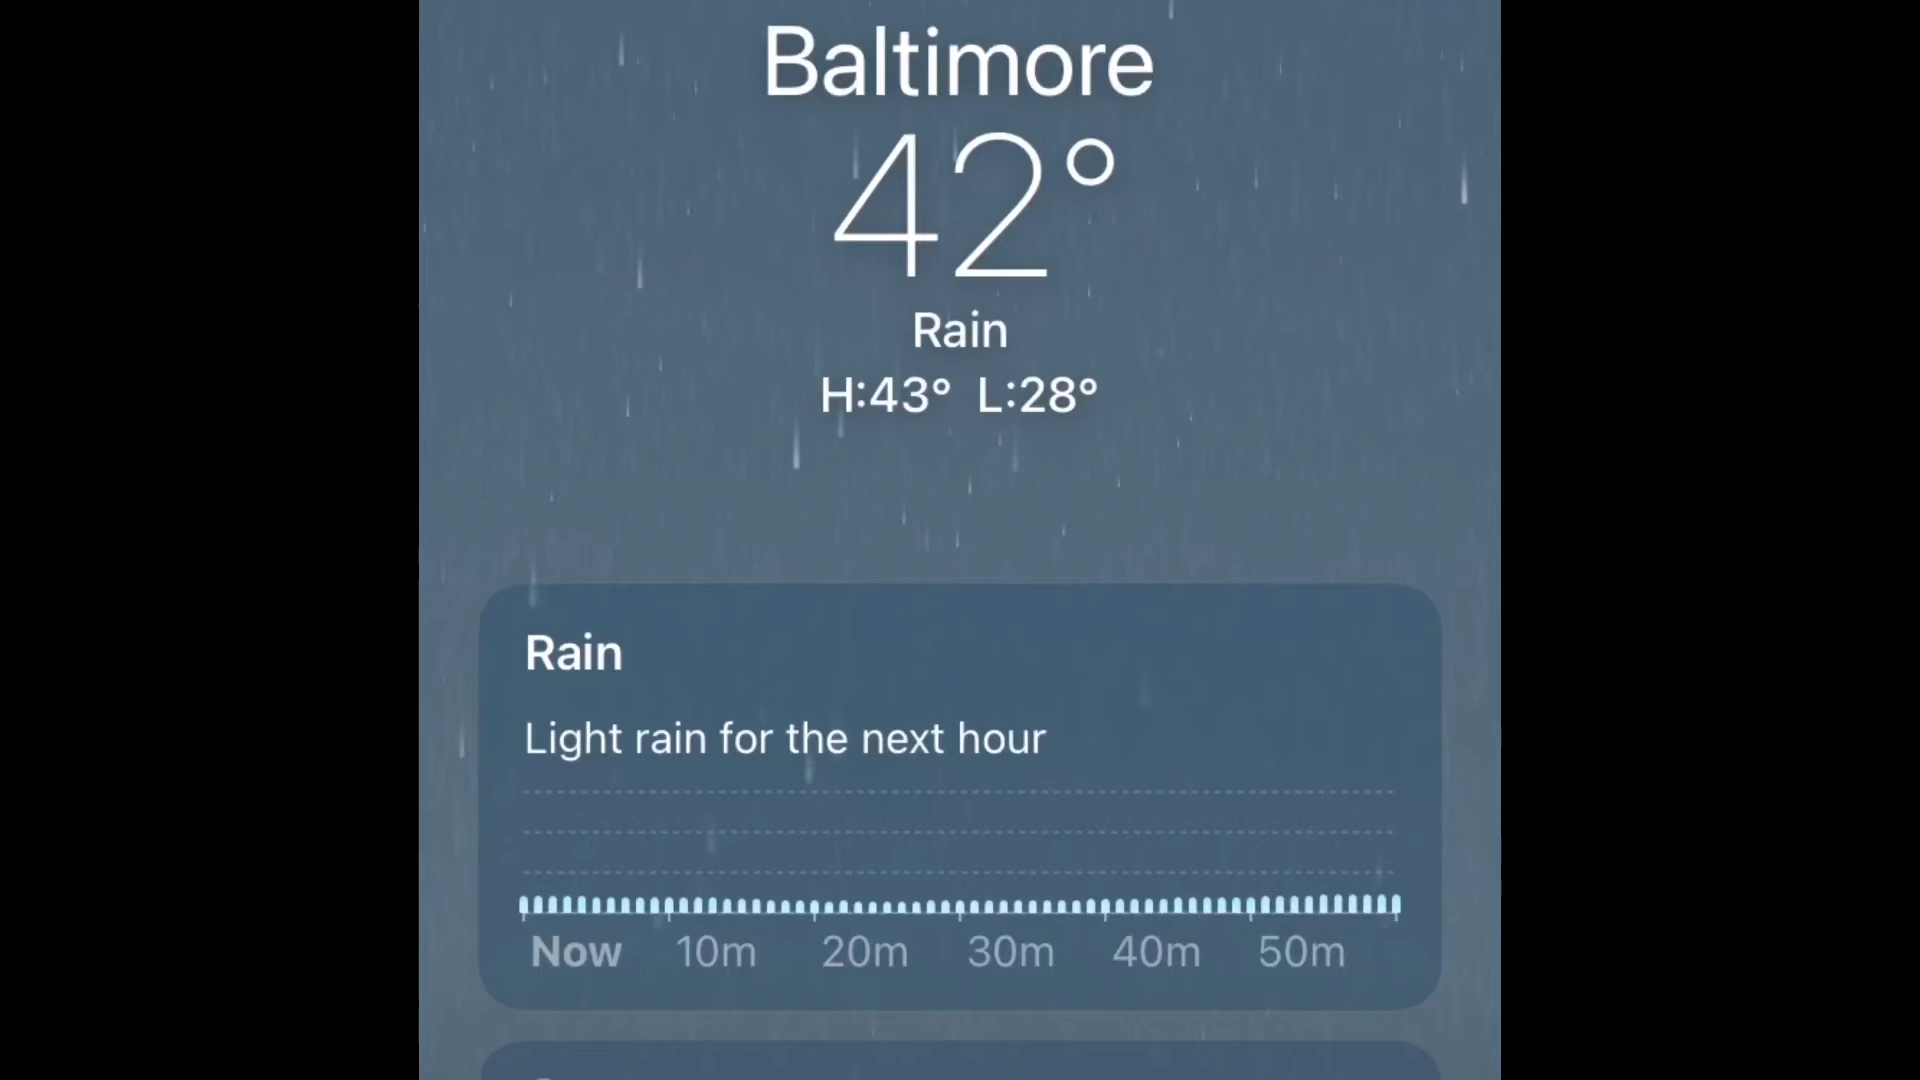 Baltimore
42°
Rain
H:43° L:28°
Rain
Light rain for the next hour
Now 10m 20m 30m 40m 50m